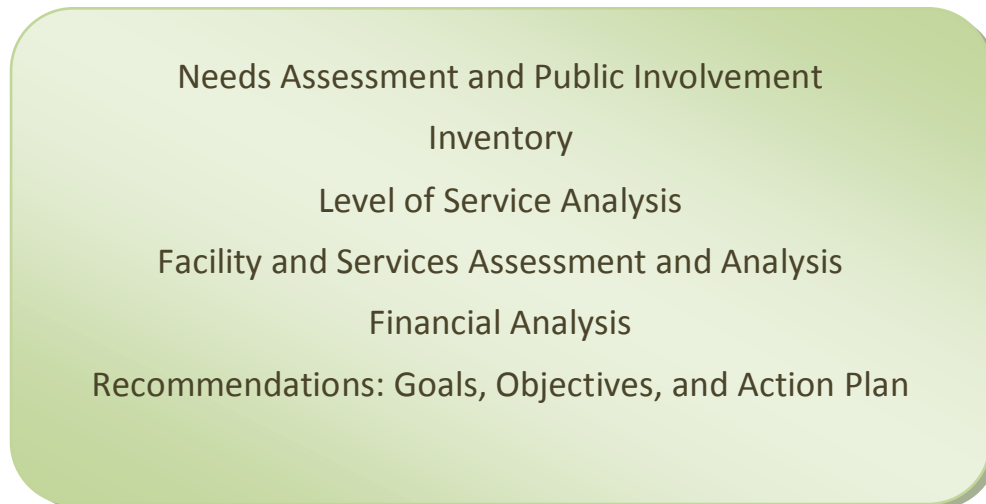 Needs Assessment and Public Involvement
Inventory
Level of Service Analysis
Facility and Services Assessment and Analysis
Financial Analysis
Recommendations: Goals, Objectives, and Action Plan